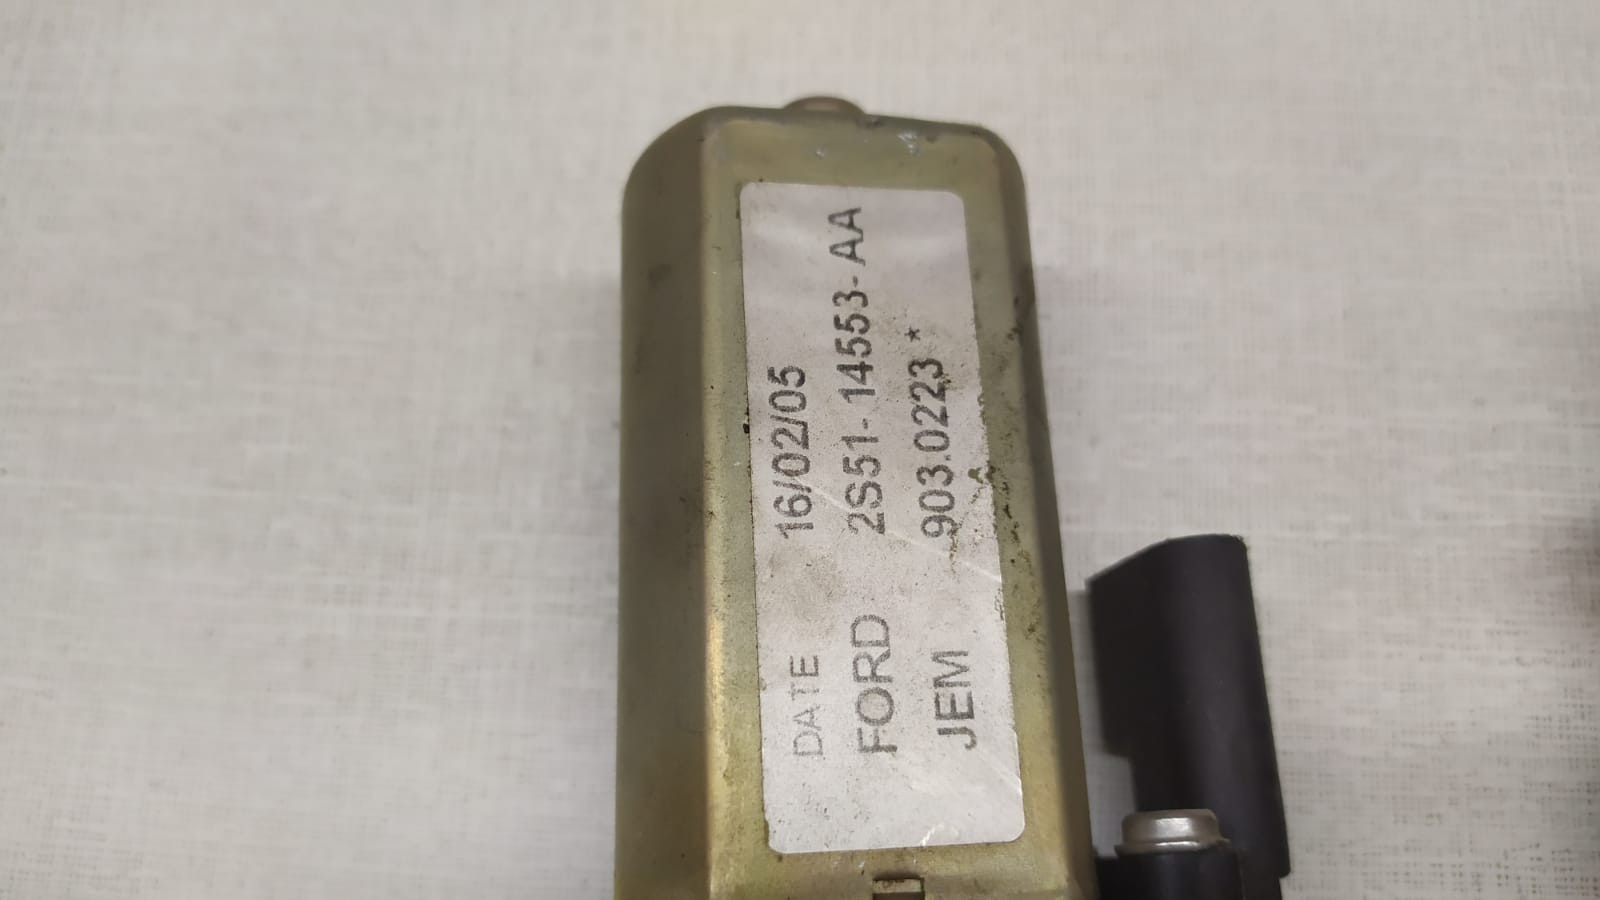 DATE 16/02/05
FORD 2S51-14553-AA
JEM 903.0223 *